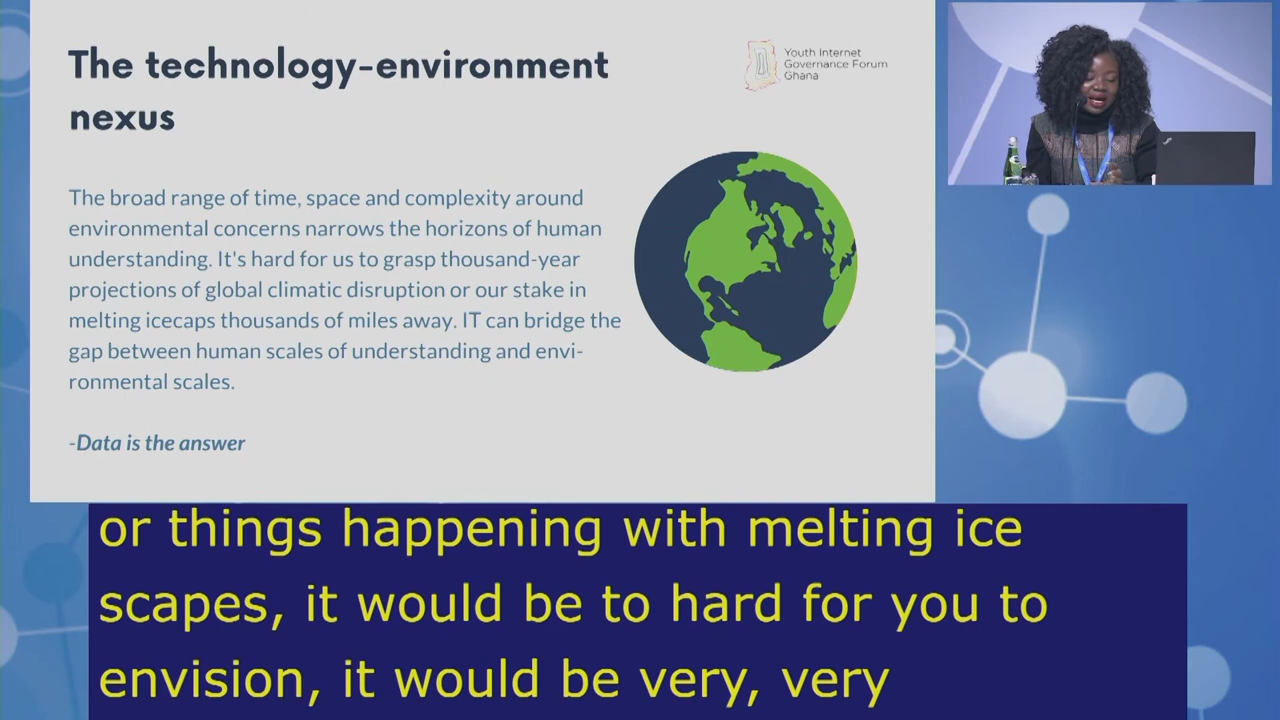 The technology-environment
nexus
Youth Internet
Governance Forum
Ghana
The broad range of time, space and complexity around
environmental concerns narrows the horizons of human
understanding. It's hard for us to grasp thousand-year
projections of global climatic disruption or our stake in
melting icecaps thousands of miles away. IT can bridge the
gap between human scales of understanding and envi-
ronmental scales.
-Data is the answer
or things happening with melting ice
scapes, it would be to hard for you to
envision, it would be very, very